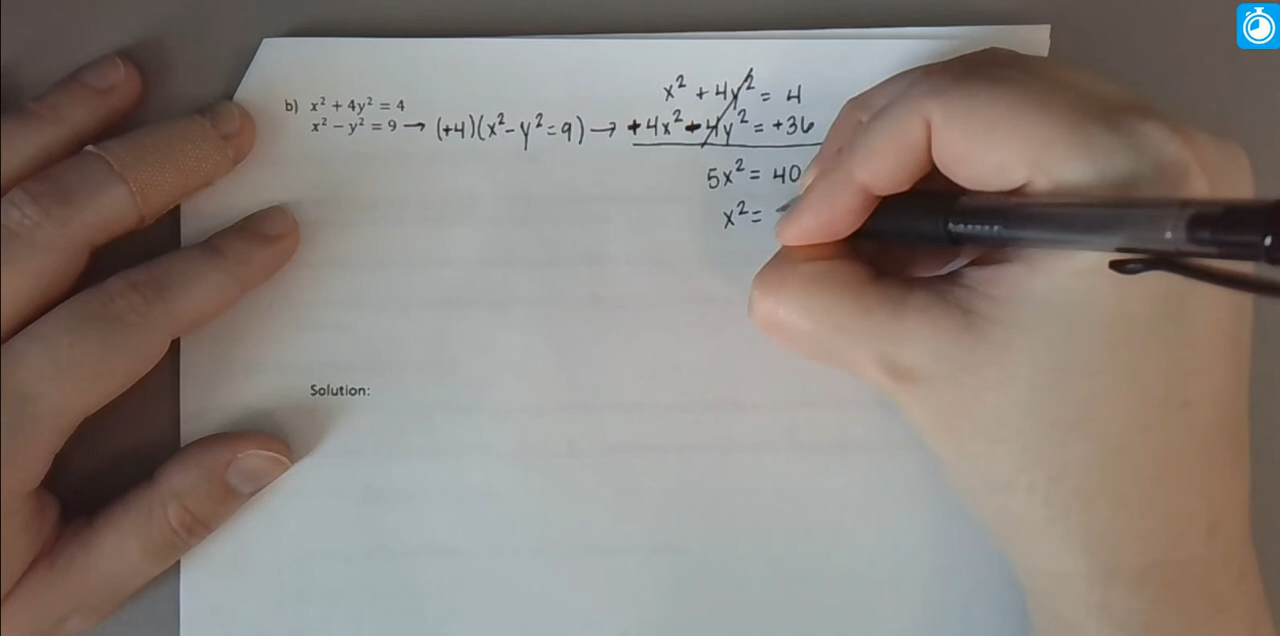 b) x² + 4y² = 4
x² + 4y² = 4
x² − y² = 9 → (+4)(x² − y² = 9) → +4x² − 4y² = +36
5x² = 40
x² =
Solution: